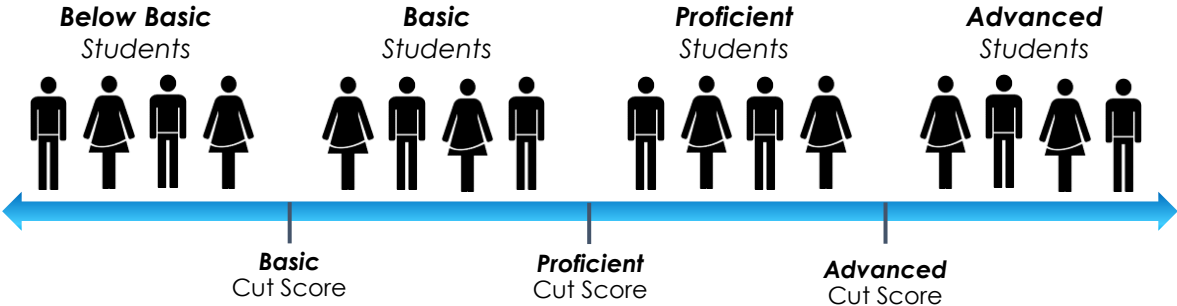 Below Basic
Students
Basic
Students
Proficient
Students
Advanced
Students
Basic
Cut Score
Proficient
Cut Score
Advanced
Cut Score